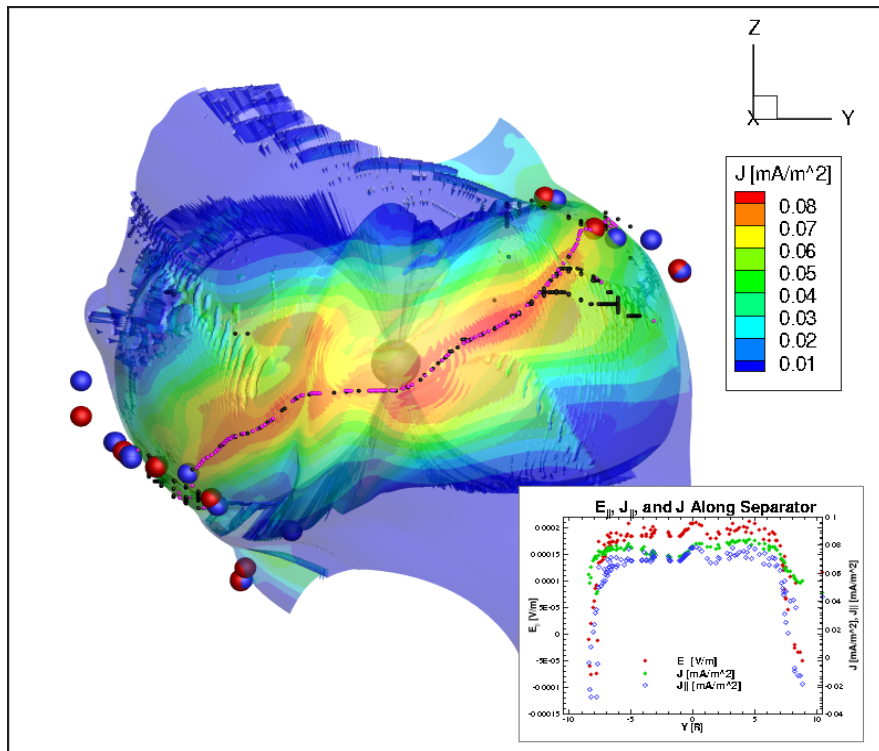 Z
X
Y
J [mA/m^2]
0.08
0.07
0.06
0.05
0.04
0.03
0.02
0.01
E||, J||, and J Along Separator
0.0002
0.00015
0.0001
5E-05
0
-5E-05
-0.0001
-0.00015
E|| [V/m]
0.1
0.08
0.06
0.04
0.02
0
-0.02
-0.04
J [mA/m^2], J|| [mA/m^2]
E [V/m]
J [mA/m^2]
J|| [mA/m^2]
-10
-5
0
5
10
Y [R]